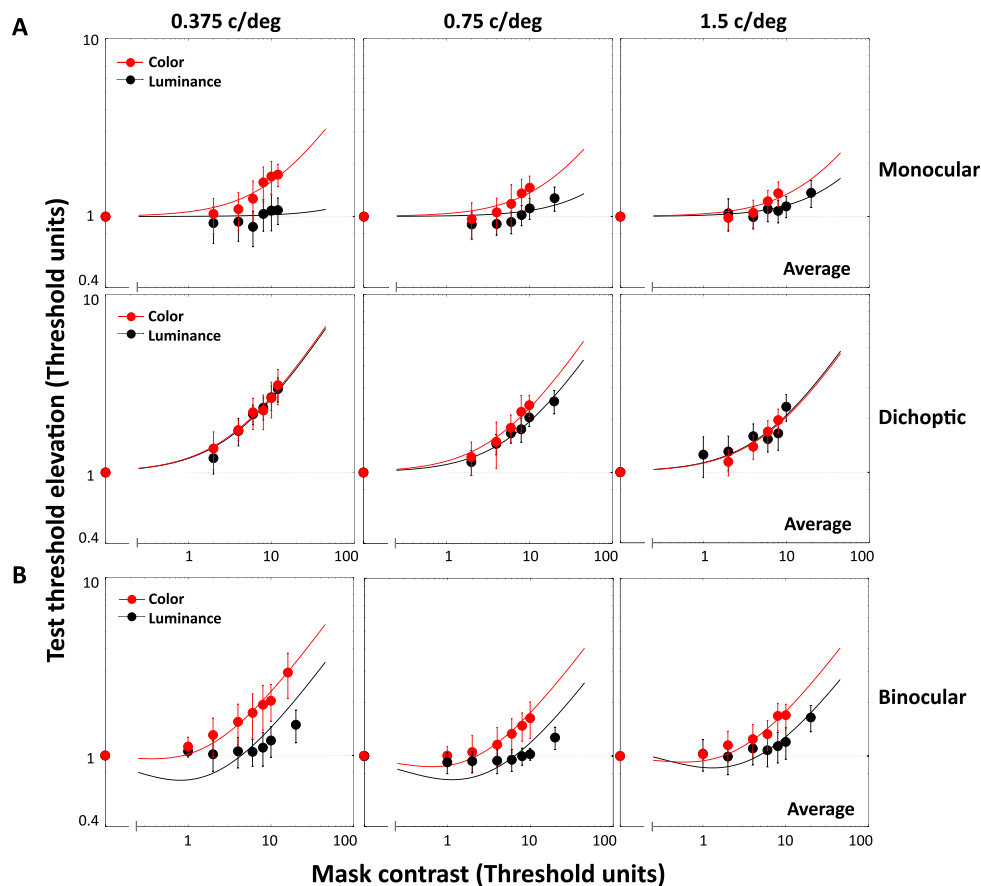 A
0.375 c/deg
0.75 c/deg
1.5 c/deg
10
Color
Luminance
1
Monocular
Average
0.4
10
Color
Luminance
1
Dichoptic
Average
0.4
1 10 100
1 10 100
1 10 100
B
10
Color
Luminance
1
Binocular
Average
0.4
1 10 100
1 10 100
1 10 100
Test threshold elevation (Threshold units)
Mask contrast (Threshold units)